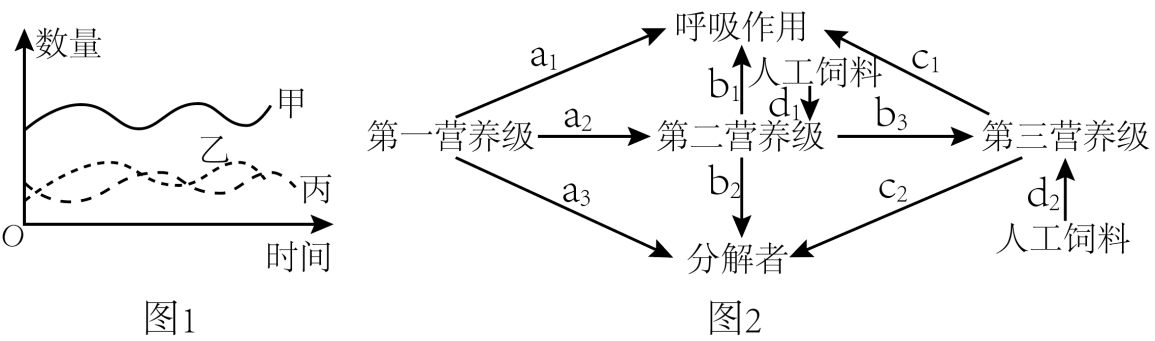 数量
甲
乙
丙
O
时间
图1
呼吸作用
a1
b1
人工饲料
d1
c1
第一营养级
a2
第二营养级
b3
第三营养级
a3
b2
c2
d2
分解者
人工饲料
图2